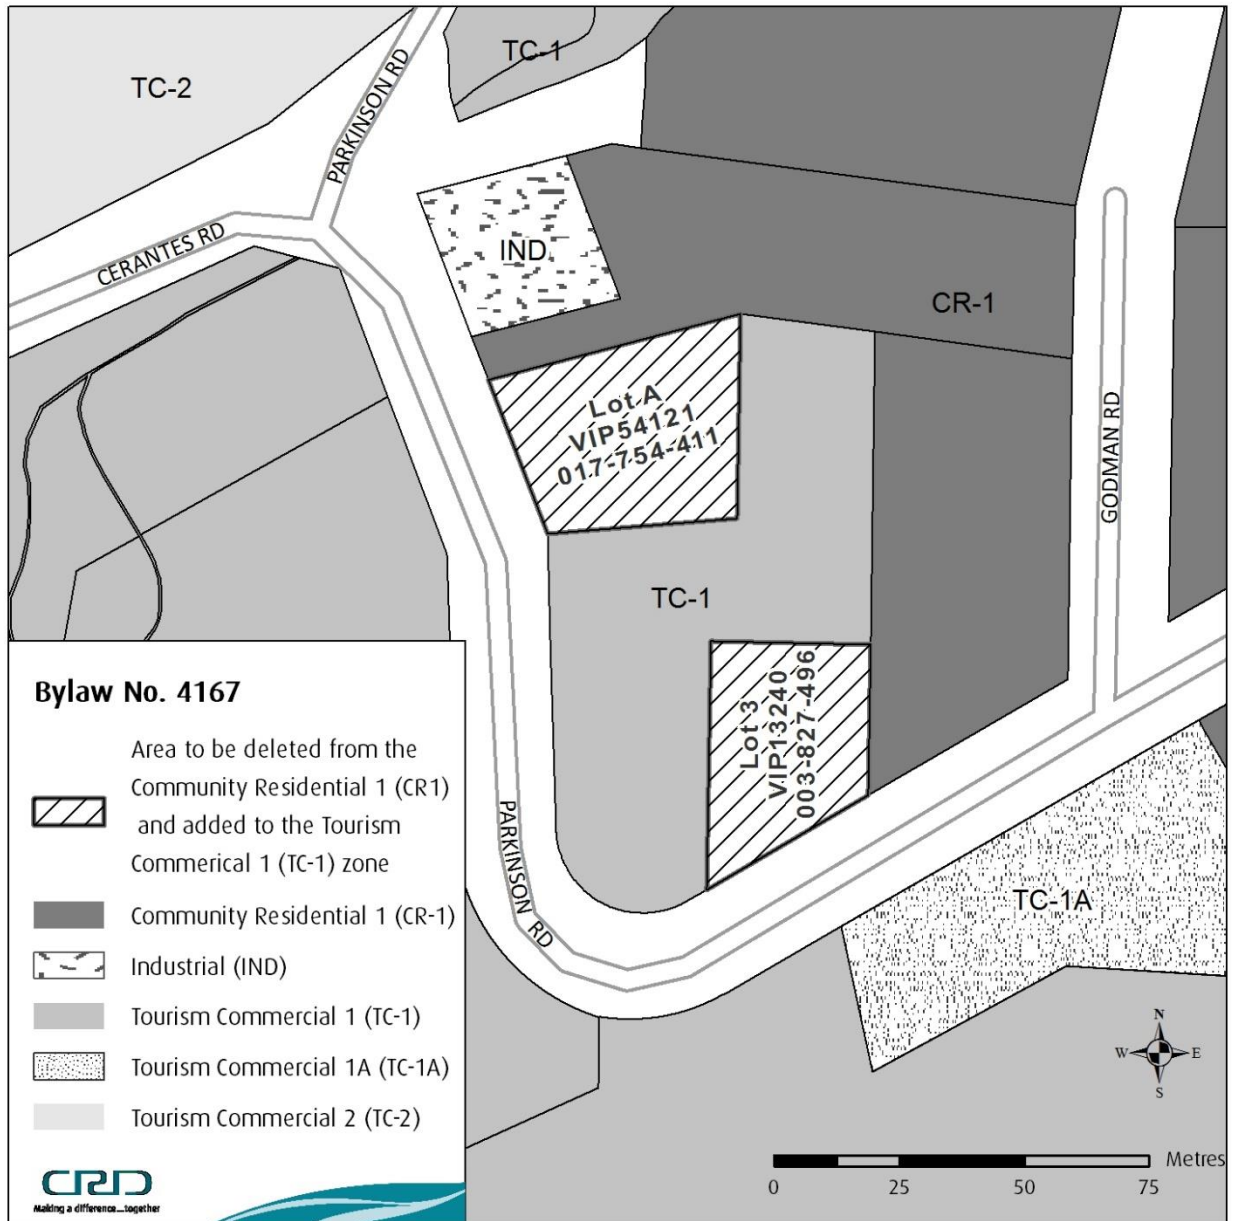 TC-2
TC-1
PARKINSON RD
CERANTES RD
IND
CR-1
Lot A
VIP54121
017-754-411
GODMAN RD
TC-1
Lot 3
VIP13240
003-827-496
PARKINSON RD
TC-1A
Bylaw No. 4167
Area to be deleted from the
Community Residential 1 (CR1)
and added to the Tourism
Commerical 1 (TC-1) zone
Community Residential 1 (CR-1)
Industrial (IND)
Tourism Commercial 1 (TC-1)
Tourism Commercial 1A (TC-1A)
Tourism Commercial 2 (TC-2)
CRD
Making a difference...together
N
W E
S
Metres
0 25 50 75